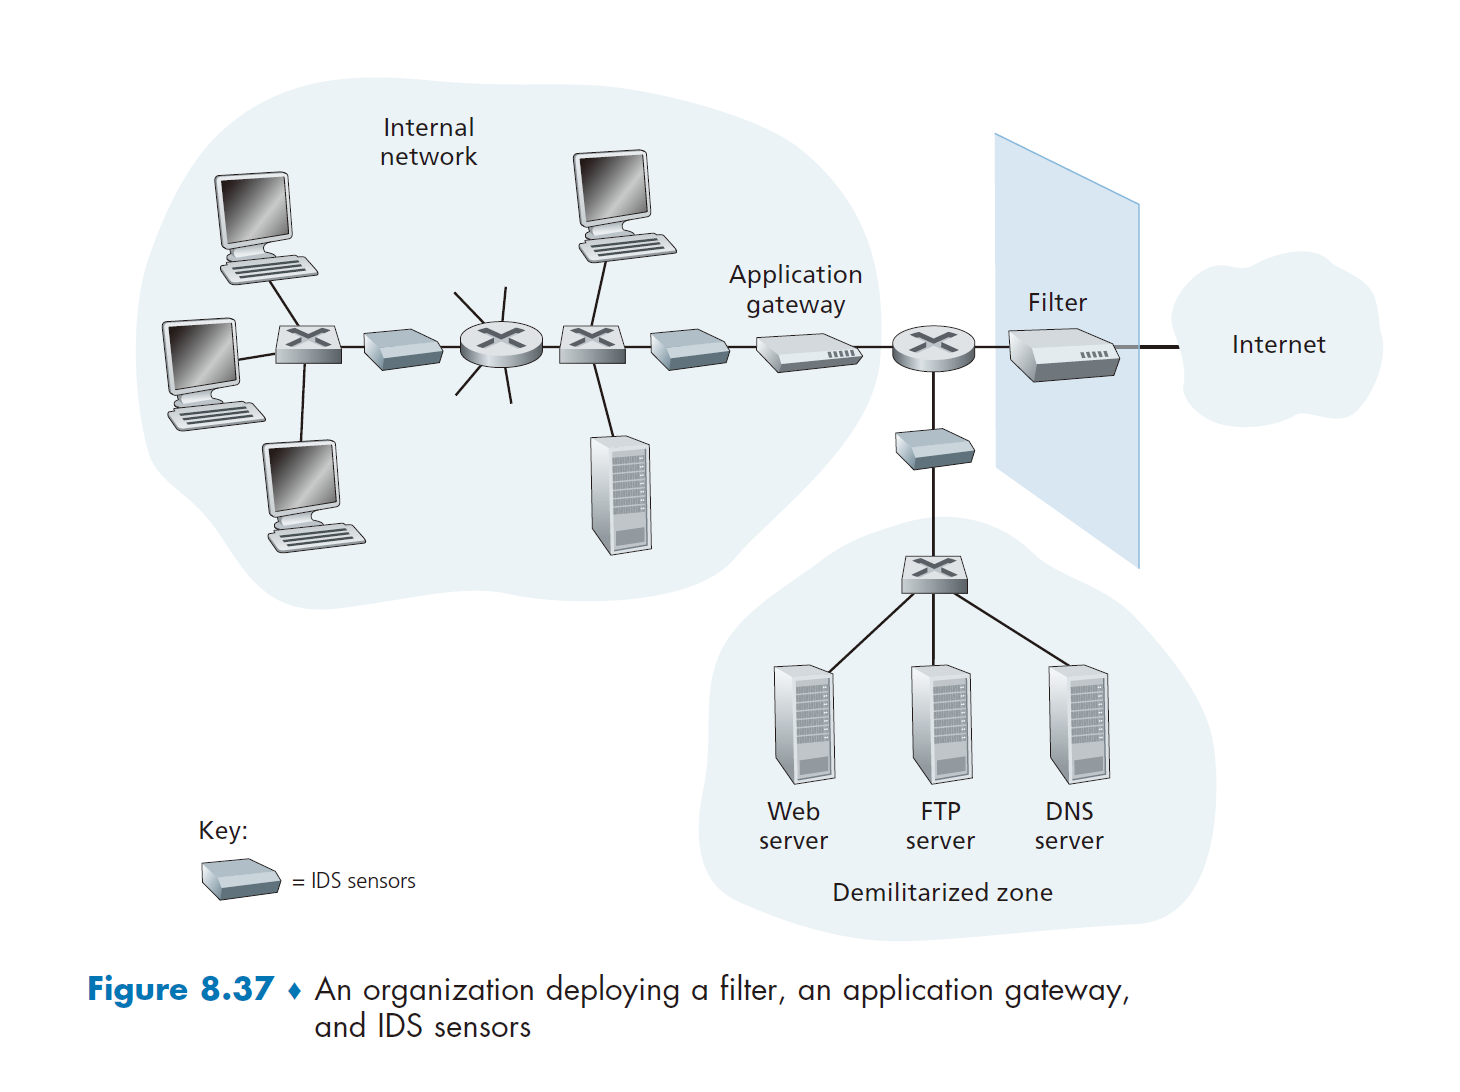 Internal
network
Application
gateway
Filter
Internet
Web
server
FTP
server
DNS
server
Demilitarized zone
Key:
= IDS sensors
Figure 8.37 ♦ An organization deploying a filter, an application gateway,
and IDS sensors